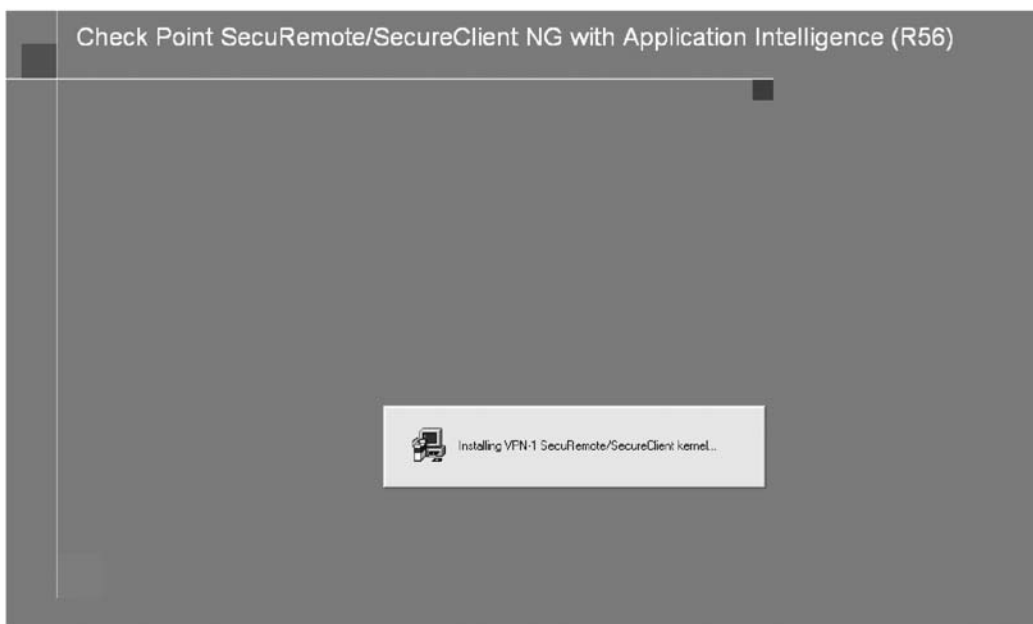 Check Point SecuRemote/SecureClient NG with Application Intelligence (R56)
Installing VPN-1 SecuRemote/SecureClient kernel...